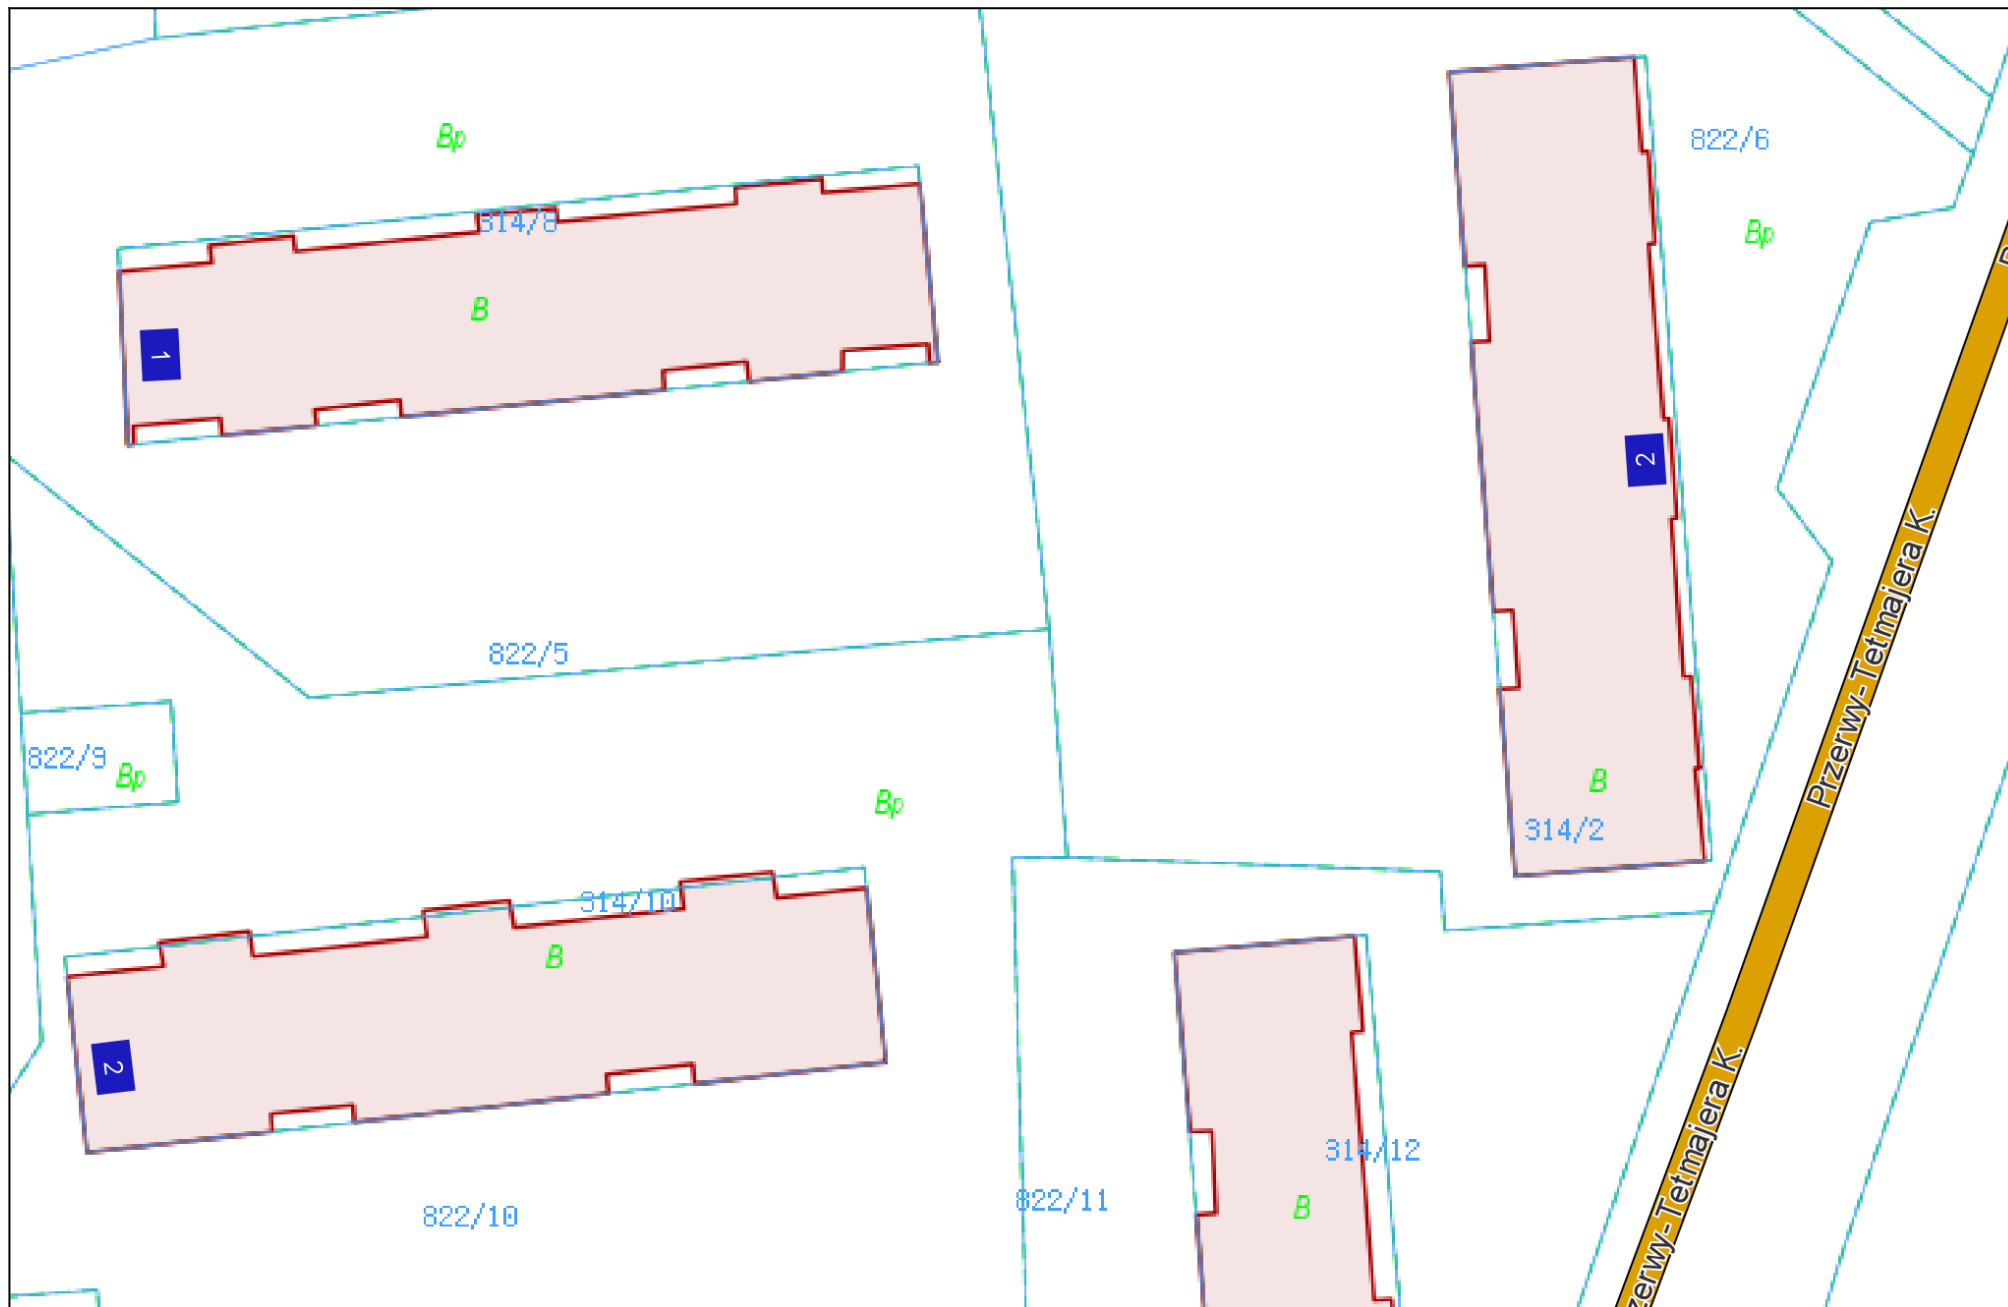 Bp
822/6
314/8
Bp
B
1
2
Przerwy-Tetmajera K.
822/5
822/9
Bp
B
Bp
314/2
314/10
B
2
Przerwy-Tetmajera K.
314/12
822/11
B
822/10